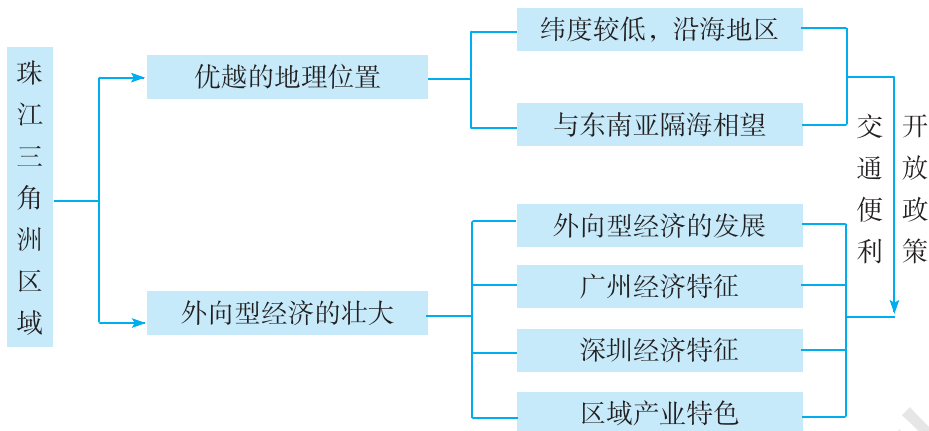 珠江三角洲区域
优越的地理位置
纬度较低，沿海地区
与东南亚隔海相望
外向型经济的壮大
外向型经济的发展
广州经济特征
深圳经济特征
区域产业特色
交通便利
开放政策